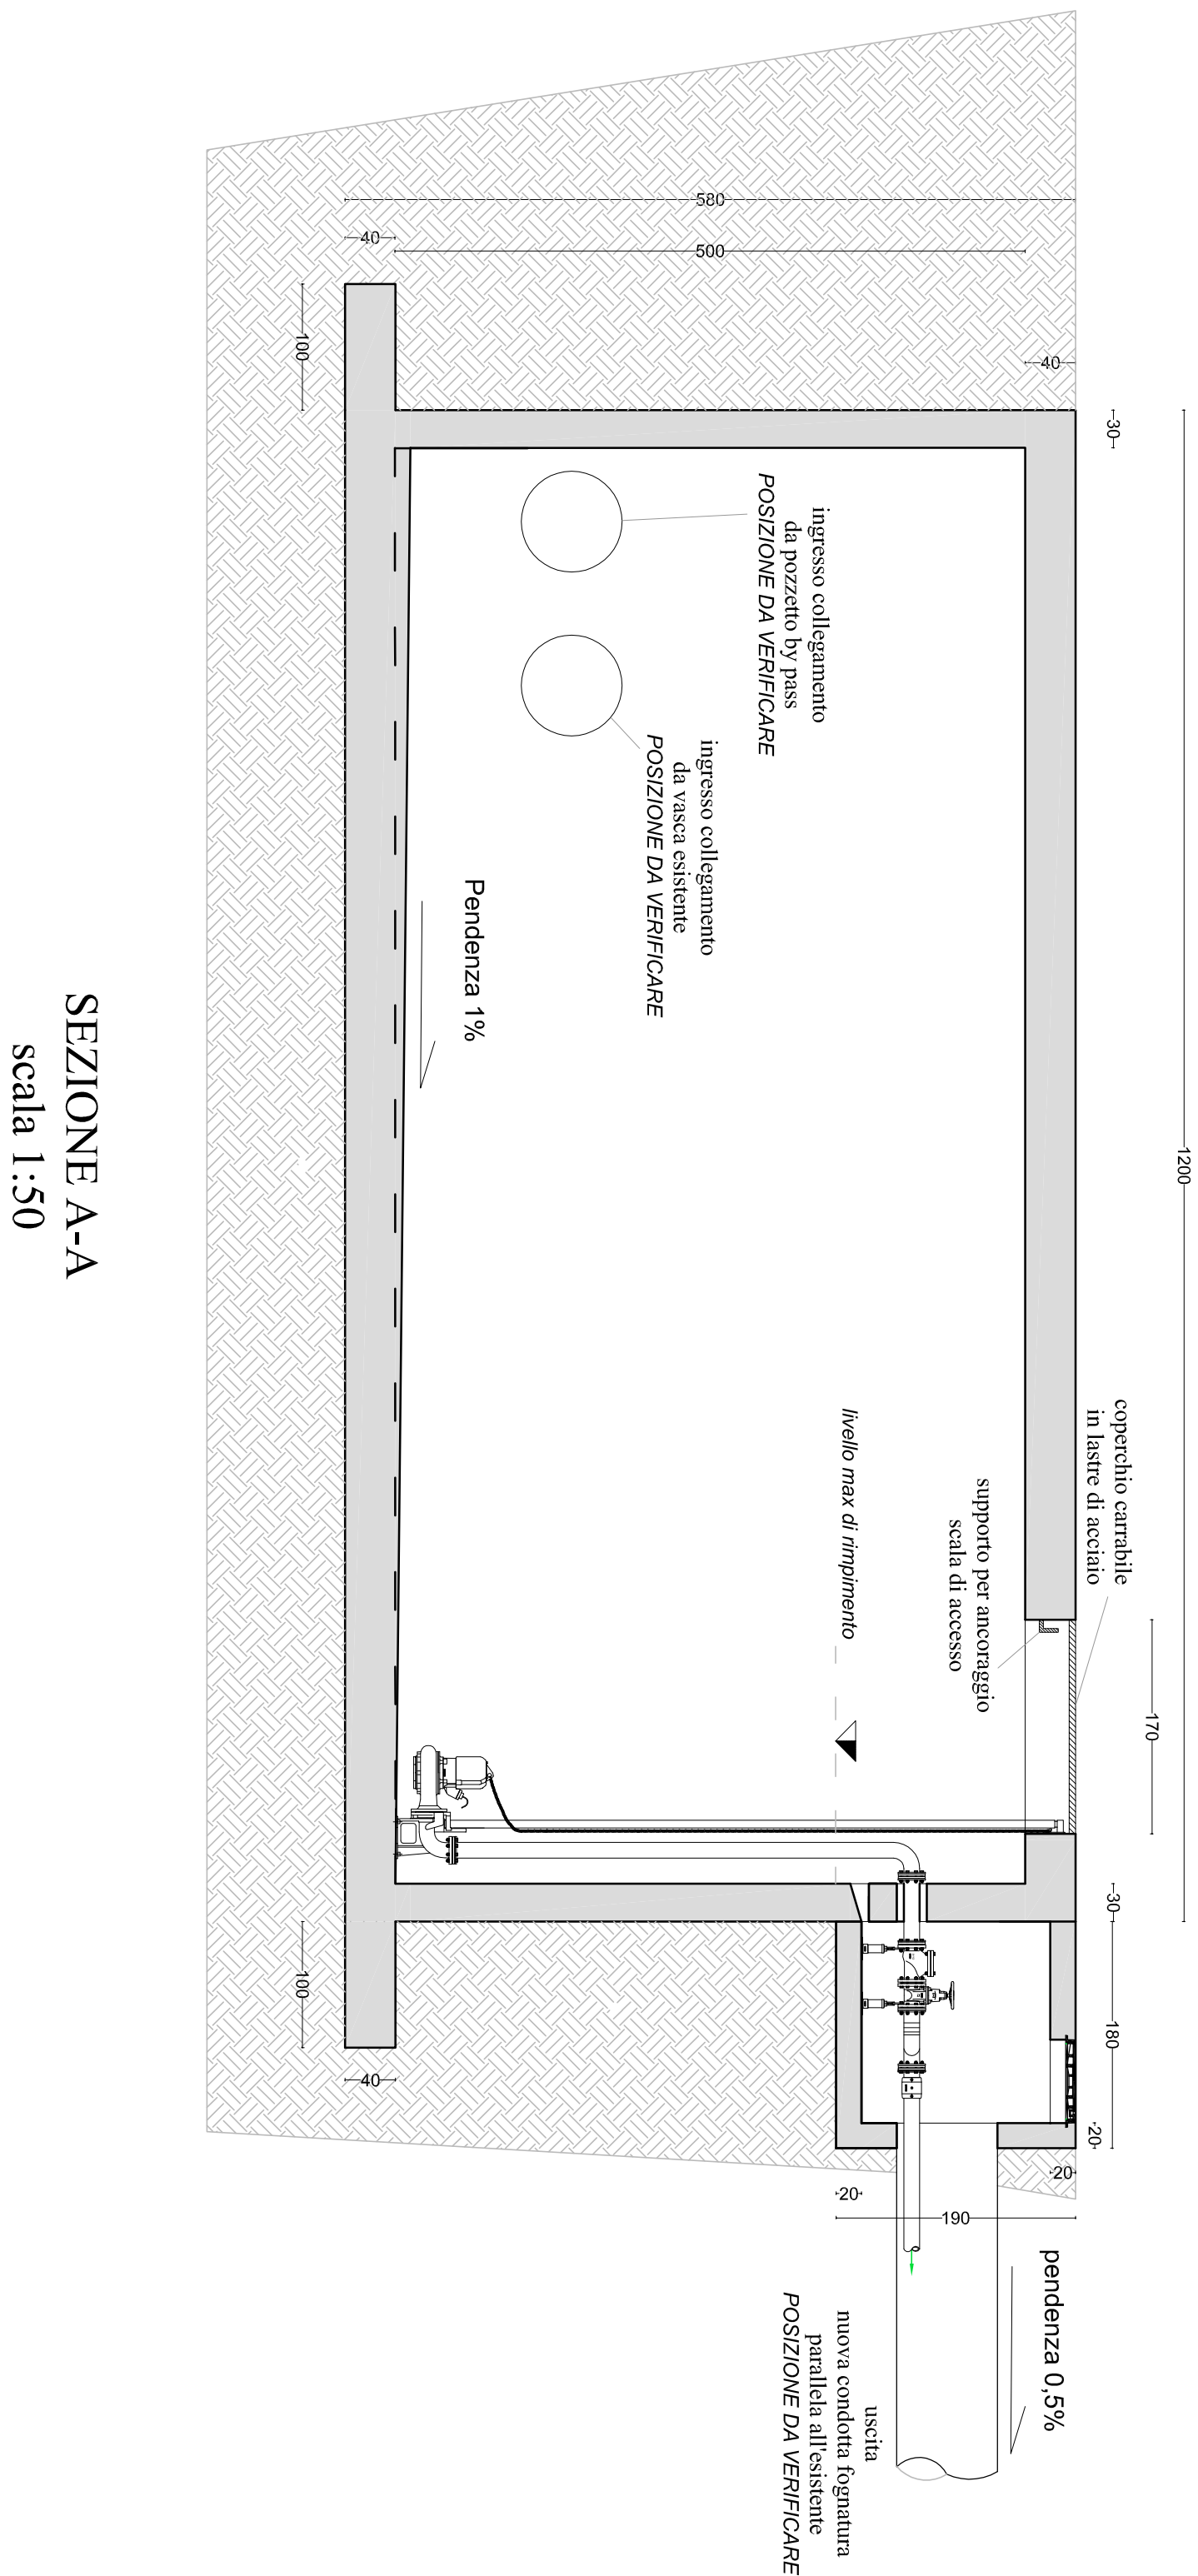 1200
170
coperchio carrabile
in lastre di acciaio
30
30
180
20
580
500
40
40
40
20
20
190
pendenza 0,5%
supporto per ancoraggio
scala di accesso
livello max di rimpimento
ingresso collegamento
da pozzetto by pass
POSIZIONE DA VERIFICARE
ingresso collegamento
da vasca esistente
POSIZIONE DA VERIFICARE
uscita
nuova condotta fognatura
parallela all'esistente
POSIZIONE DA VERIFICARE
Pendenza 1%
100
100
SEZIONE A-A
scala 1:50